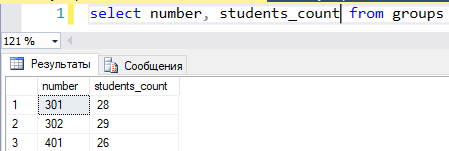 1 select number, students_count from groups
121 %
Результаты Сообщения
number students_count
1 301 28
2 302 29
3 401 26